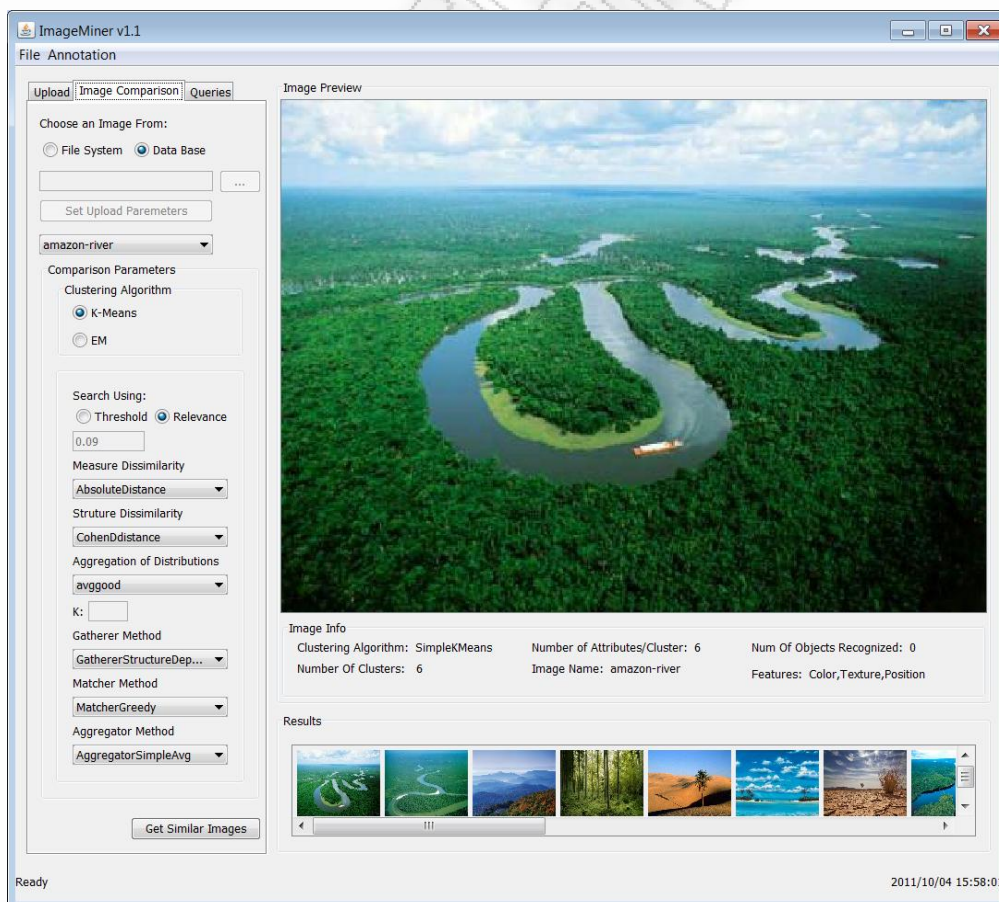 ImageMiner v1.1
File Annotation
Upload Image Comparison Queries
Choose an Image From:
File System Data Base
...
Set Upload Paremeters
amazon-river
Comparison Parameters
Clustering Algorithm
K-Means
EM
Search Using:
Threshold Relevance
0.09
Measure Dissimilarity
AbsoluteDistance
Struture Dissimilarity
CohenDdistance
Aggregation of Distributions
avggood
K:
Gatherer Method
GathererStructureDep...
Matcher Method
MatcherGreedy
Aggregator Method
AggregatorSimpleAvg
Get Similar Images
Image Preview
Image Info
Clustering Algorithm: SimpleKMeans Number of Attributes/Cluster: 6 Num Of Objects Recognized: 0
Number Of Clusters: 6 Image Name: amazon-river Features: Color,Texture,Position
Results
Ready 2011/10/04 15:58:01